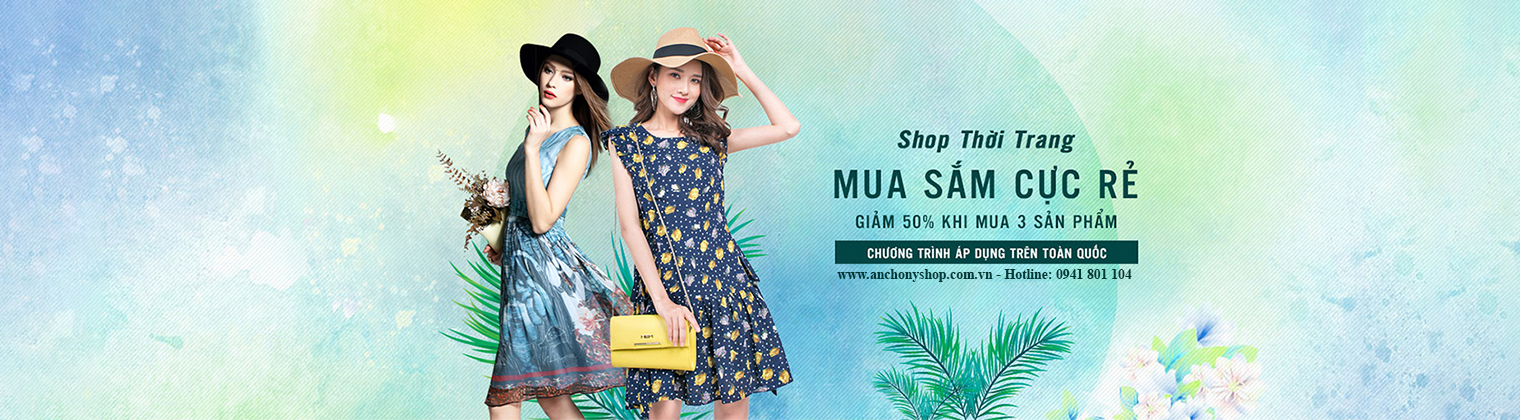 Shop Thời Trang
MUA SẮM CỰC RẺ
GIẢM 50% KHI MUA 3 SẢN PHẨM
CHƯƠNG TRÌNH ÁP DỤNG TRÊN TOÀN QUỐC
www.anchonyshop.com.vn - Hotline: 0941 801 104